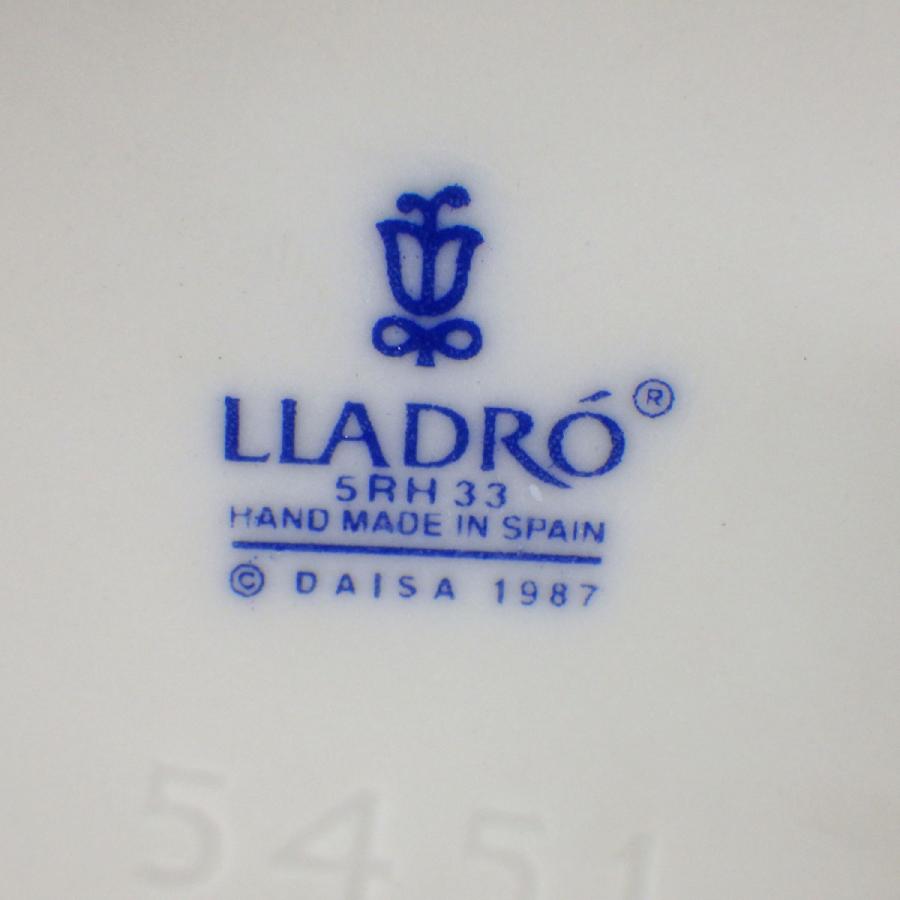 LLADRÓ®
5RH 33
HAND MADE IN SPAIN
© DAISA 1987
5451